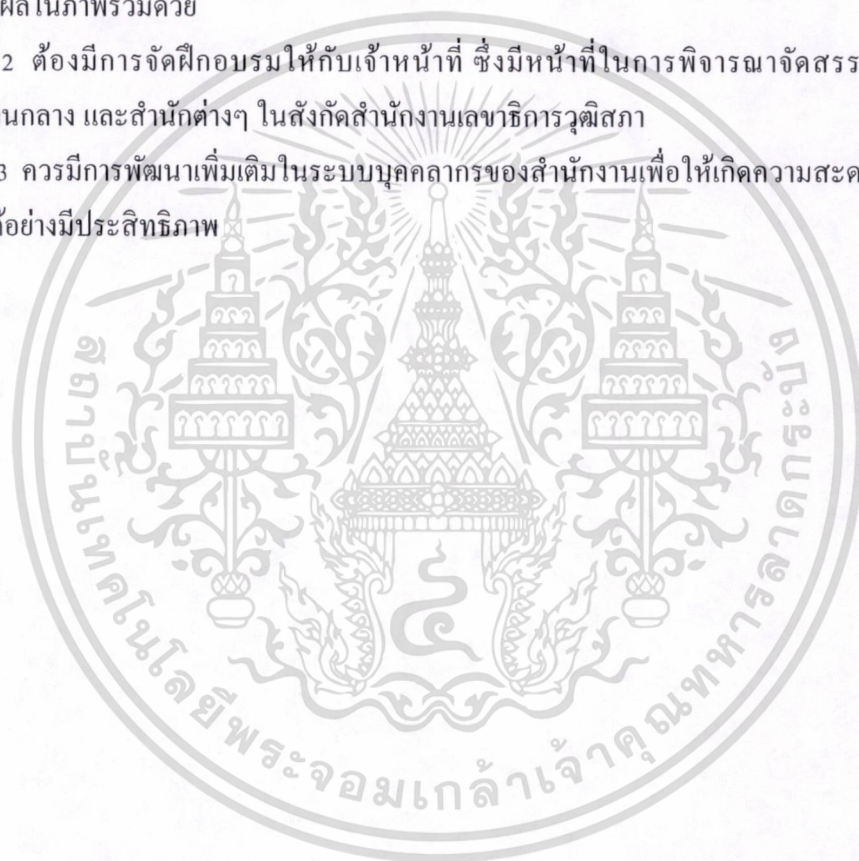 ผลในภาพรวมด้วย
2 ต้องมีการจัดฝึกอบรมให้กับเจ้าหน้าที่ ซึ่งมีหน้าที่ในการพิจารณาจัดสรร
นกลาง และสำนักต่างๆ ในสังกัดสำนักงานเลขาธิการวุฒิสภา
3 ควรมีการพัฒนาเพิ่มเติมในระบบบุคคลากรของสำนักงานเพื่อให้เกิดความสะด
้อย่างมีประสิทธิภาพ
สถาบันเทคโนโลยีพระจอมเกล้าเจ้าคุณทหารลาดกระบัง